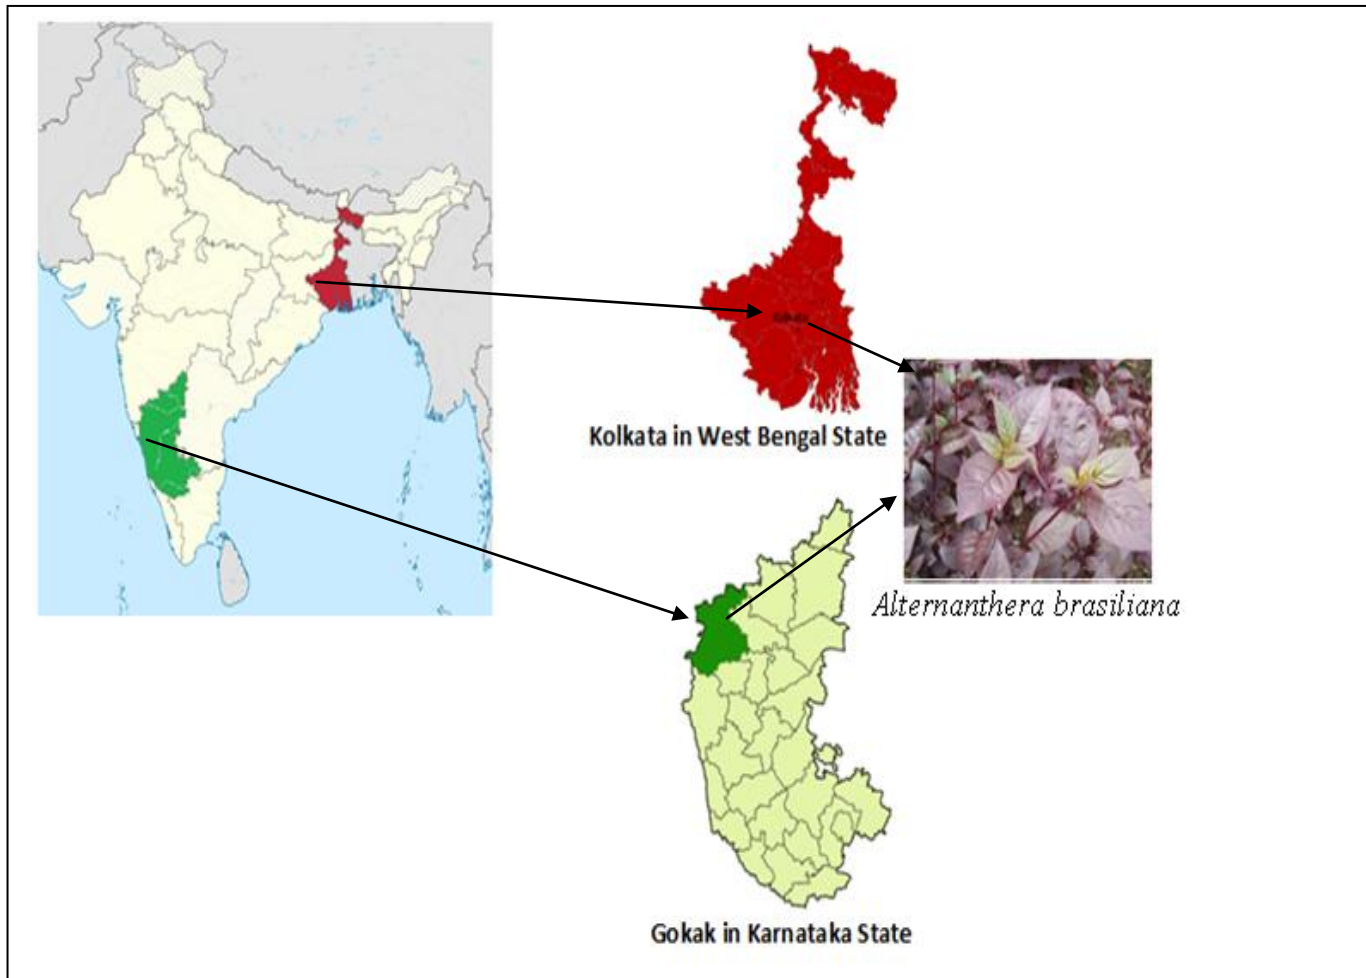 Kolkata in West Bengal State
Alternanthera brasiliana
Gokak in Karnataka State